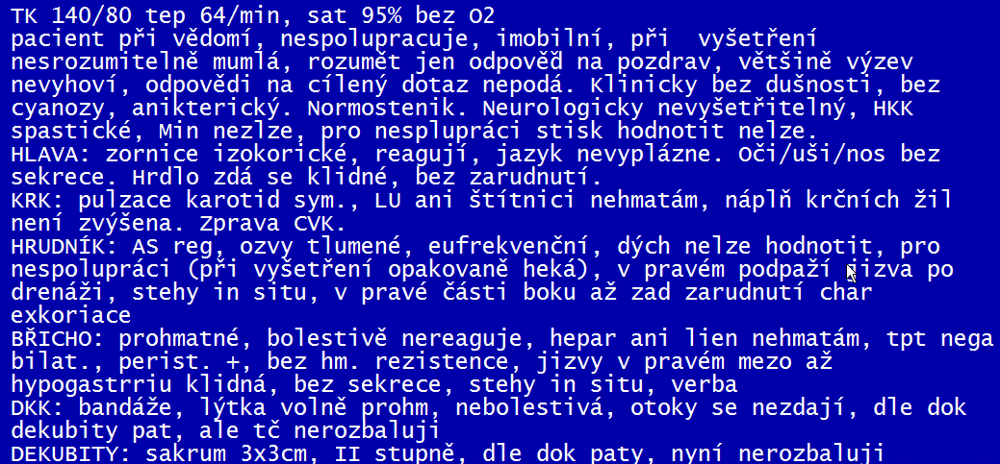 TK 140/80 tep 64/min, sat 95% bez O2
pacient při vědomí, nespolupracuje, imobilní, při  vyšetření
nesrozumitelně mumlá, rozumět jen odpověď na pozdrav, většině výzev
nevyhoví, odpovědi na cílený dotaz nepodá. Klinicky bez dušnosti, bez
cyanozy, anikterický. Normostenik. Neurologicky nevyšetřitelný, HKK
spastické, Min nezlze, pro nesplupráci stisk hodnotit nelze.
HLAVA: zornice izokorické, reagují, jazyk nevyplázne. Oči/uši/nos bez
sekrece. Hrdlo zdá se klidné, bez zarudnutí.
KRK: pulzace karotid sym., LU ani štítnici nehmatám, náplň krčních žil
není zvýšena. Zprava CVK.
HRUDNÍK: AS reg, ozvy tlumené, eufrekvenční, dých nelze hodnotit, pro
nespolupráci (při vyšetření opakovaně heká), v pravém podpaží jizva po
drenáži, stehy in situ, v pravé části boku až zad zarudnutí char
exkoriace
BŘICHO: prohmatné, bolestivě nereaguje, hepar ani lien nehmatám, tpt nega
bilat., perist. +, bez hm. rezistence, jizvy v pravém mezo až
hypogastrriu klidná, bez sekrece, stehy in situ, verba
DKK: bandáže, lýtka volně prohm, nebolestivá, otoky se nezdají, dle dok
dekubity pat, ale tč nerozbaluji
DEKUBITY: sakrum 3x3cm, II stupně, dle dok paty, nyní nerozbaluji